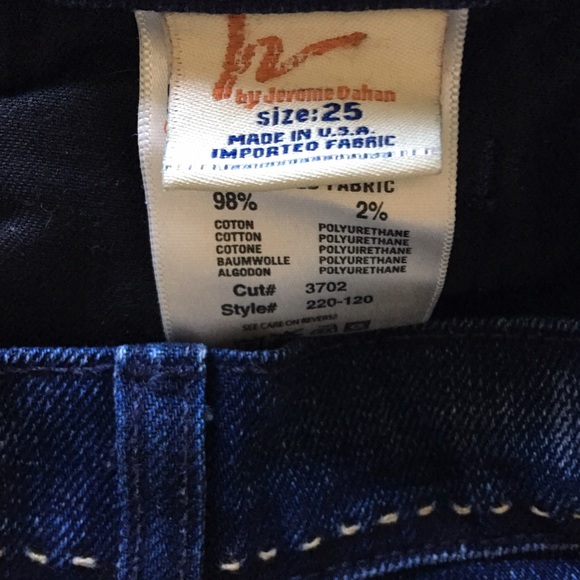 by Jerome Dahan
size: 25
MADE IN U.S.A.
IMPORTED FABRIC
FABRIC
98% 2%
COTON POLYURETHANE
COTTON POLYURETHANE
COTONE POLYUIRETHANE
BAUMWOLLE POLYURETHANE
ALGODON POLYURETHANE
Cut# 3702
Style# 220-120
SEE CARE ON REVERSE